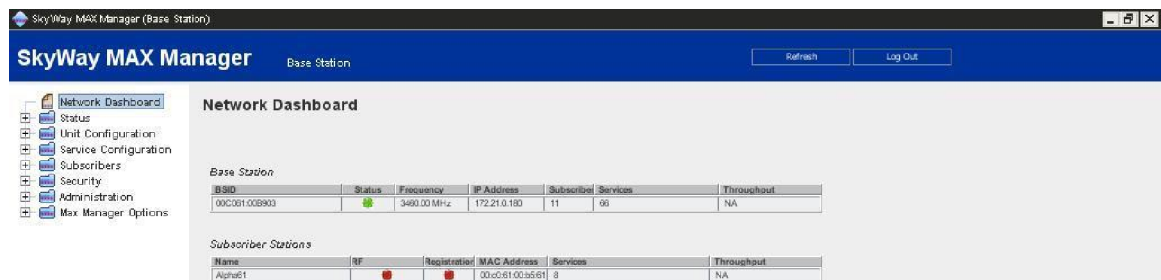 SkyWay MAX Manager (Base Station)
SkyWay MAX Manager Base Station Refresh Log Out
Network Dashboard
Status
Unit Configuration
Service Configuration
Subscribers
Security
Administration
Max Manager Options
Network Dashboard
Base Station
BSID Status Frequency IP Address Subscriber Services Throughput
00C061:00B903 3460.00 MHz 172.21.0.180 11 66 NA
Subscriber Stations
Name RF Registration MAC Address Services Throughput
Alpha61 00:c0:61:00:b5:61 8 NA